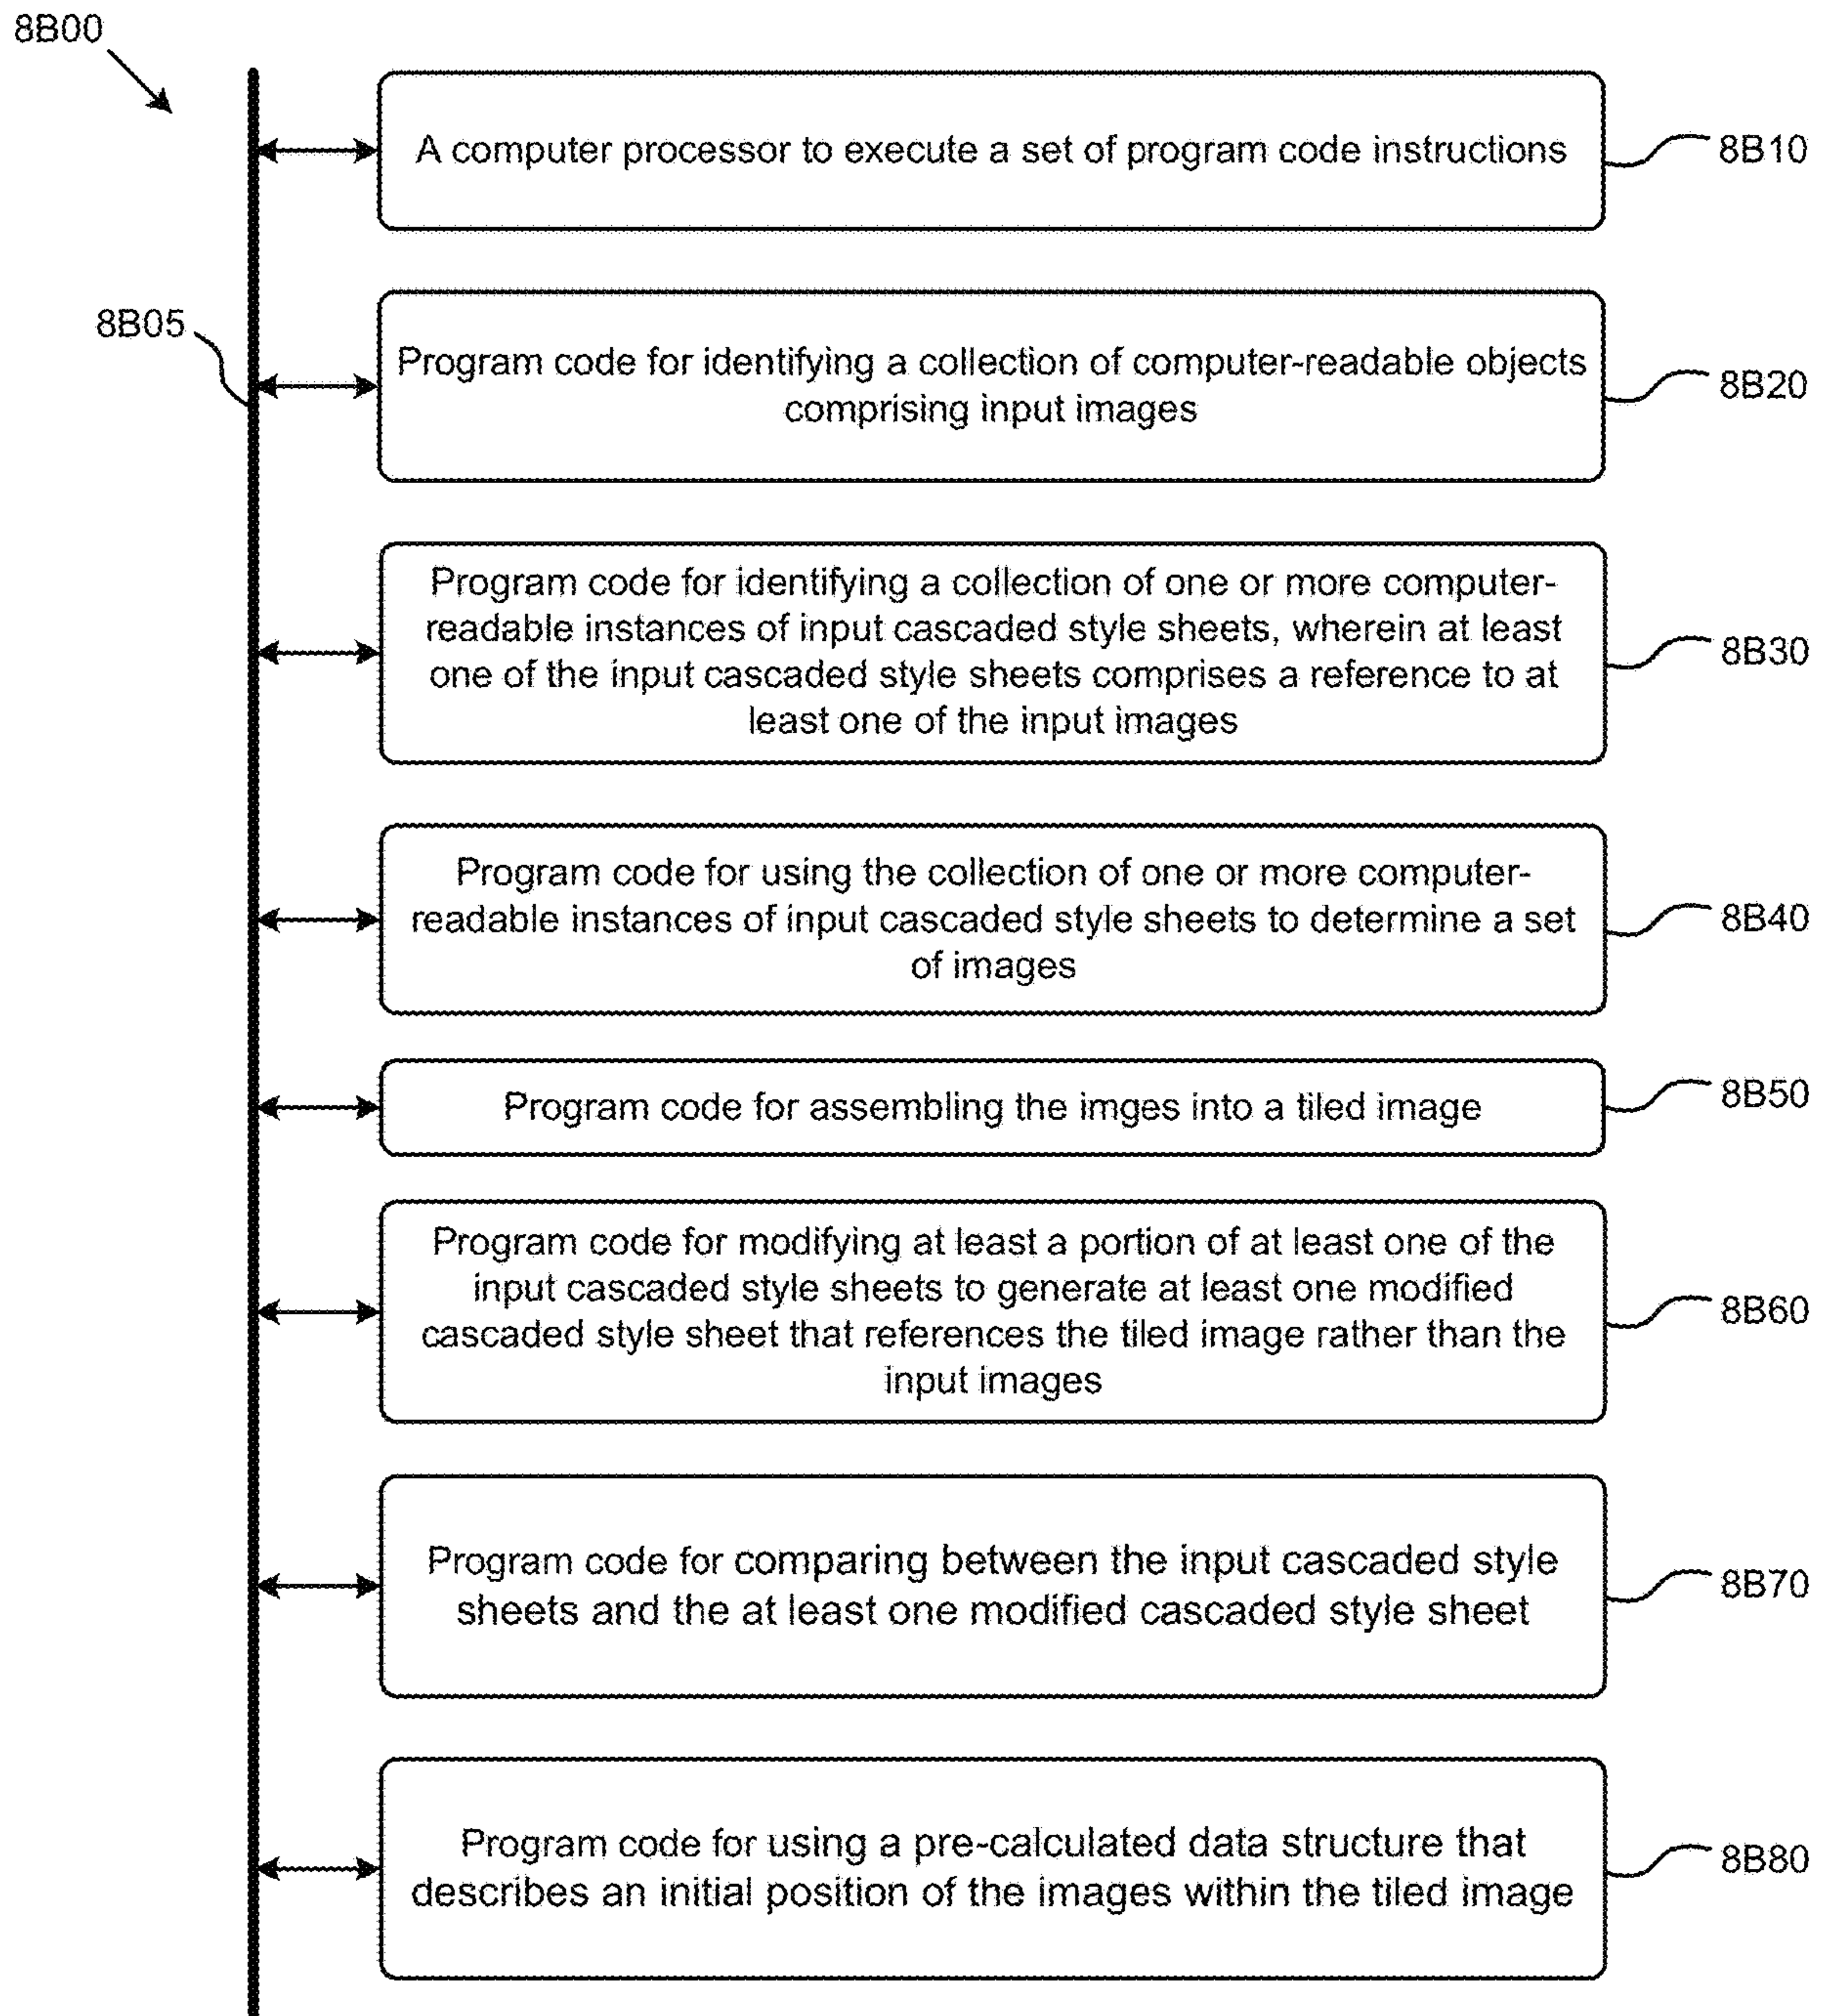 8B00
A computer processor to execute a set of program code instructions
8B10
8B05
Program code for identifying a collection of computer-readable objects
comprising input images
8B20
Program code for identifying a collection of one or more computer-
readable instances of input cascaded style sheets, wherein at least
one of the input cascaded style sheets comprises a reference to at
least one of the input images
8B30
Program code for using the collection of one or more computer-
readable instances of input cascaded style sheets to determine a set
of images
8B40
Program code for assembling the imges into a tiled image
8B50
Program code for modifying at least a portion of at least one of the
input cascaded style sheets to generate at least one modified
cascaded style sheet that references the tiled image rather than the
input images
8B60
Program code for comparing between the input cascaded style
sheets and the at least one modified cascaded style sheet
8B70
Program code for using a pre-calculated data structure that
describes an initial position of the images within the tiled image
8B80